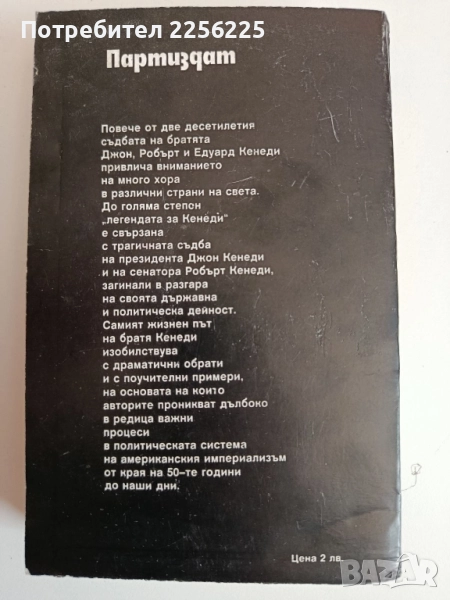 Потребител 2256295
Партиздат
Повече от две десетилетия
съдбата на братята
Джон, Робърт и Едуард Кенеди
привлича вниманието
на много хора
в различни страни на света.
До голяма степен
„легендата за Кенеди“
е свързана
с трагичната съдба
на президента Джон Кенеди
и на сенатора Робърт Кенеди,
загинали в разгара
на своята държавна
и политическа дейност.
Самият жизнен път
на братя Кенеди
изобилствува
с драматични обрати
и с поучителни примери,
на основата на които
авторите проникват дълбоко
в редица важни
процеси
в политическата система
на американския империализъм
от края на 50–те години
до наши дни.
Цена 2 лв.
BAZAR